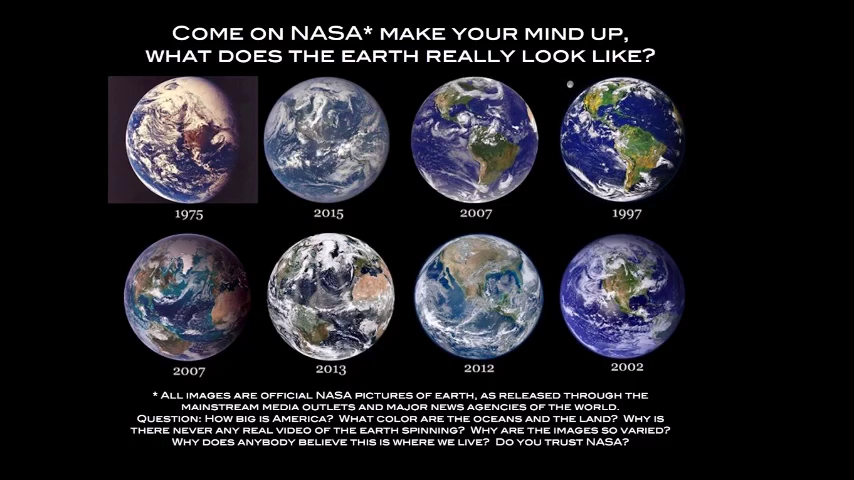 Come on NASA* make your mind up,
what does the earth really look like?
1975
2015
2007
1997
2007
2013
2012
2002
* All images are official NASA pictures of earth, as released through the
mainstream media outlets and major news agencies of the world.
Question: How big is America? What color are the oceans and the land? Why is
there never any real video of the earth spinning? Why are the images so varied?
Why does anybody believe this is where we live? Do you trust NASA?